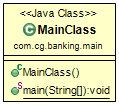 <<Java Class>>
MainClass
com.cg.banking.main
MainClass()
main(String[]):void